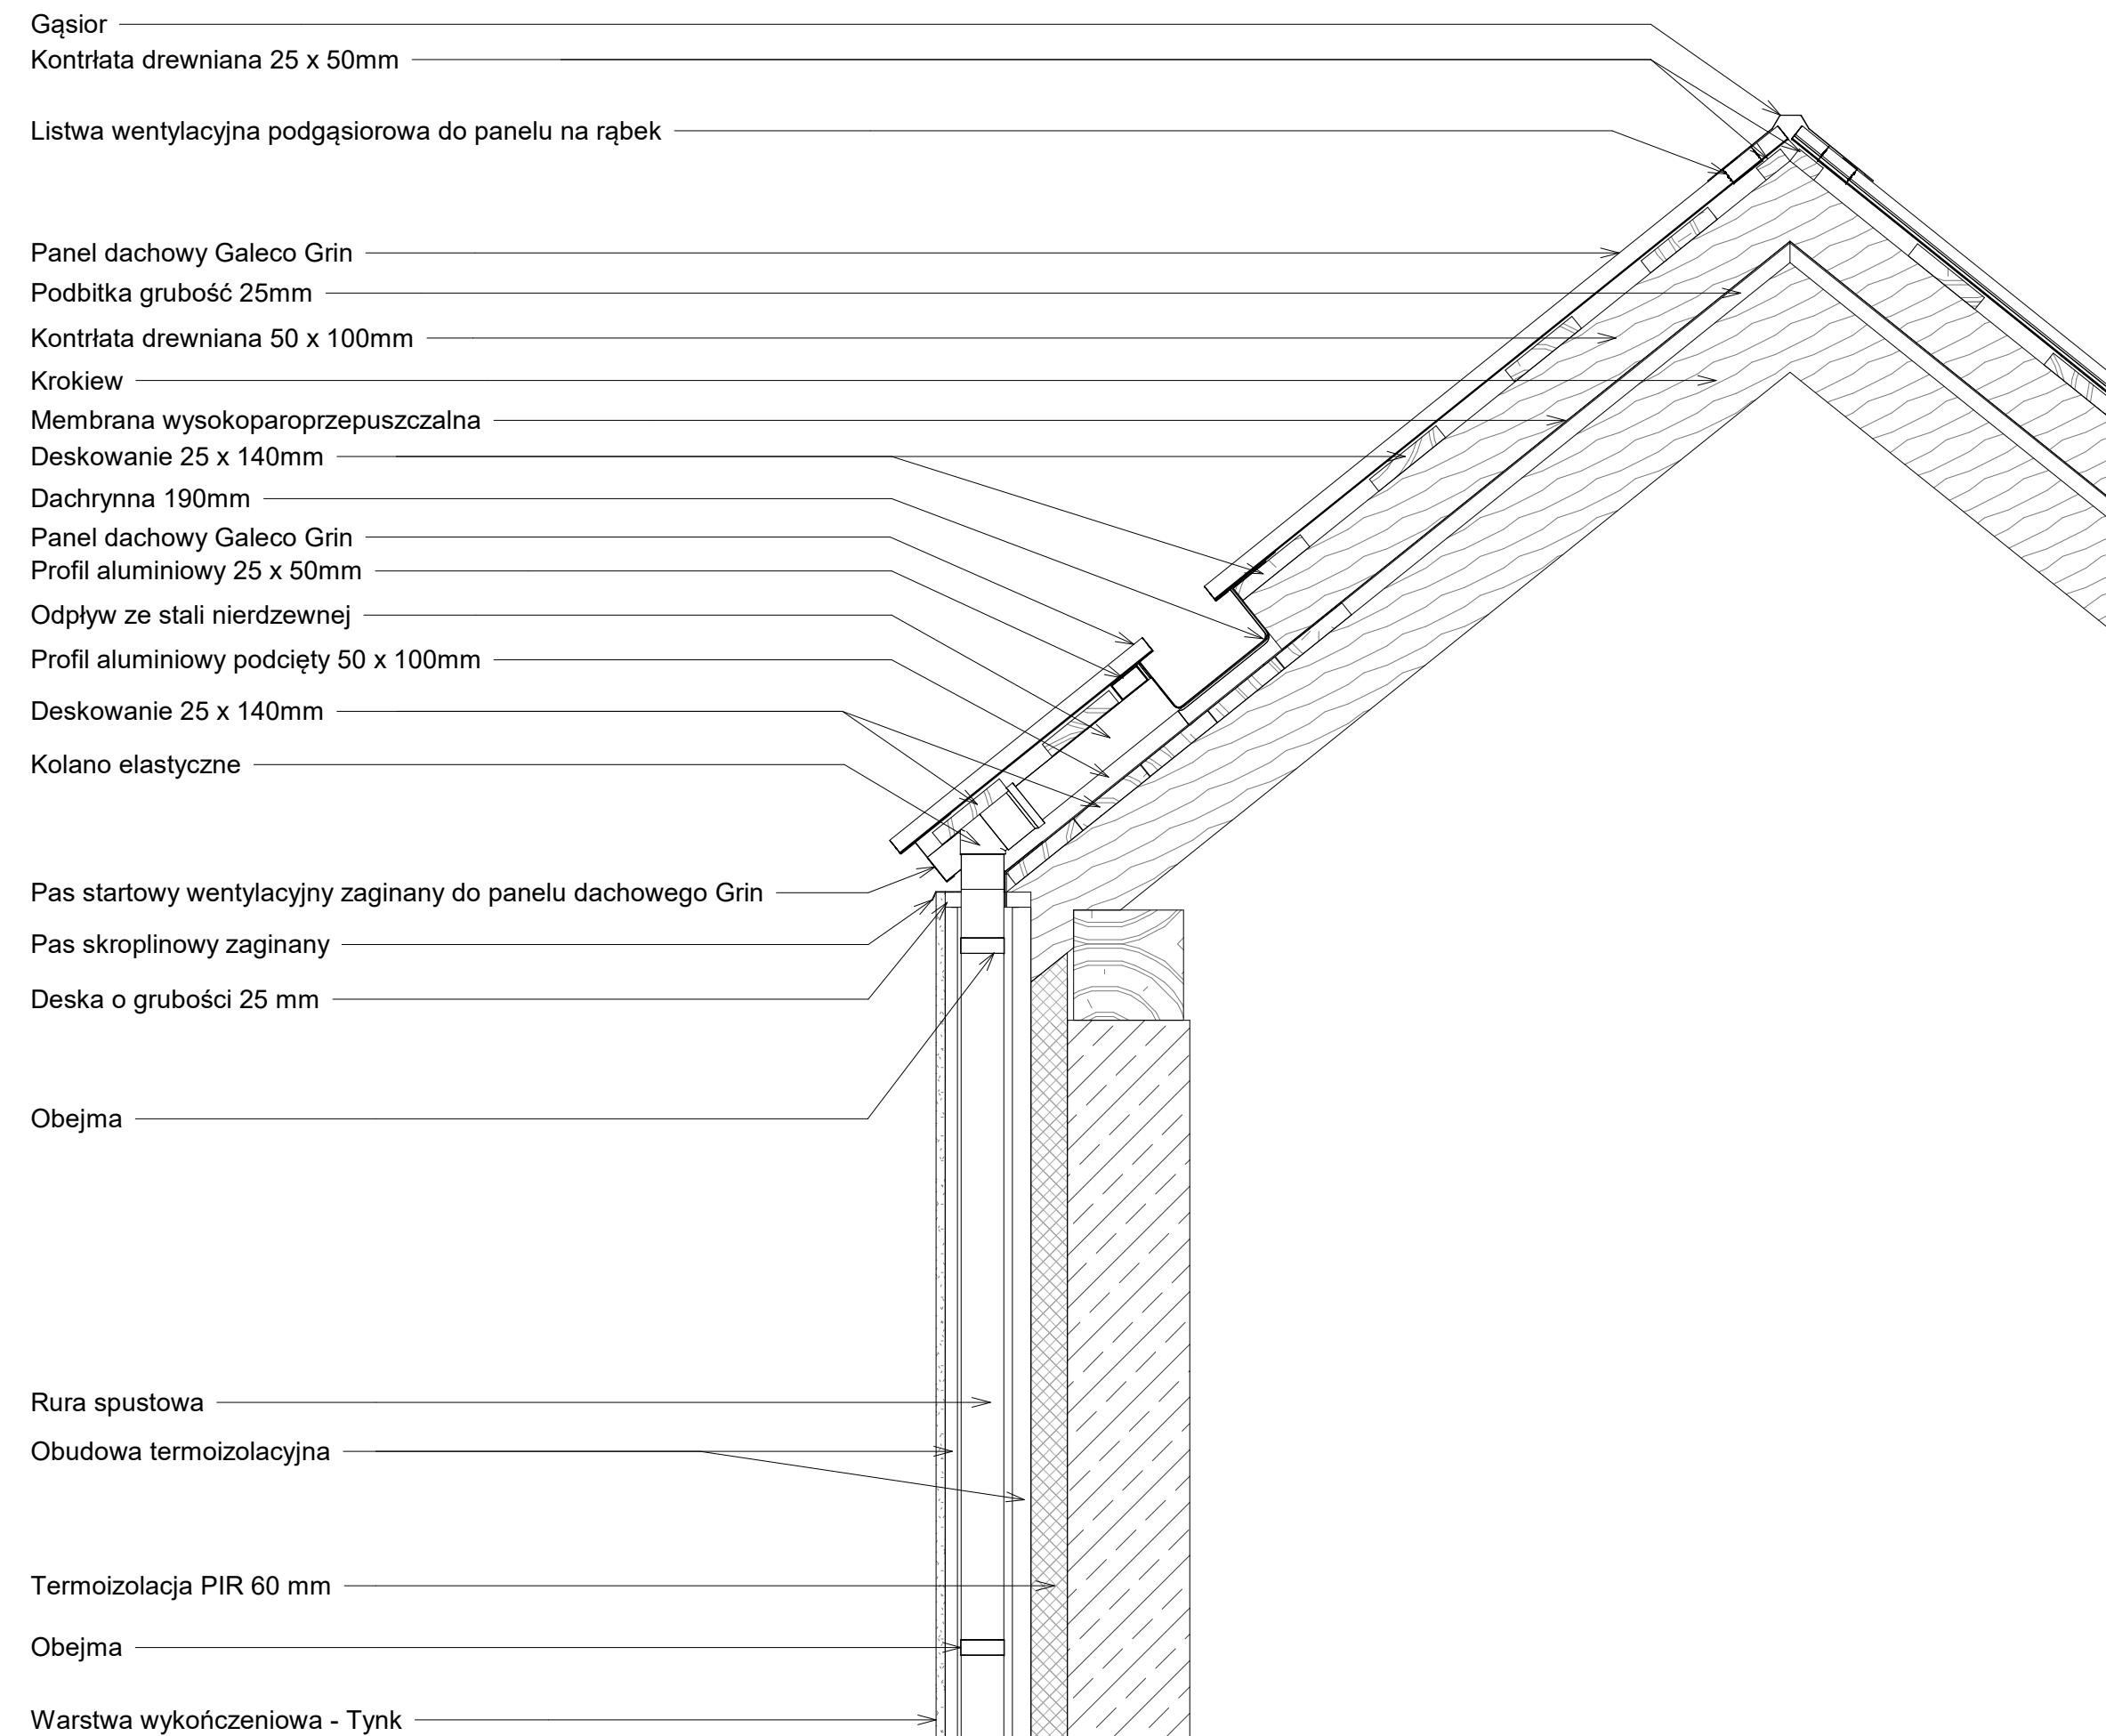 Gąsior
Kontrłata drewniana 25 x 50mm
Listwa wentylacyjna podgąsiorowa do panelu na rąbek
Panel dachowy Galeco Grin
Podbitka grubość 25mm
Kontrłata drewniana 50 x 100mm
Krokiew
Membrana wysokoparoprzepuszczalna
Deskowanie 25 x 140mm
Dachrynna 190mm
Panel dachowy Galeco Grin
Profil aluminiowy 25 x 50mm
Odpływ ze stali nierdzewnej
Profil aluminiowy podcięty 50 x 100mm
Deskowanie 25 x 140mm
Kolano elastyczne
Pas startowy wentylacyjny zaginany do panelu dachowego Grin
Pas skroplinowy zaginany
Deska o grubości 25 mm
Obejma
Rura spustowa
Obudowa termoizolacyjna
Termoizolacja PIR 60 mm
Obejma
Warstwa wykończeniowa - Tynk